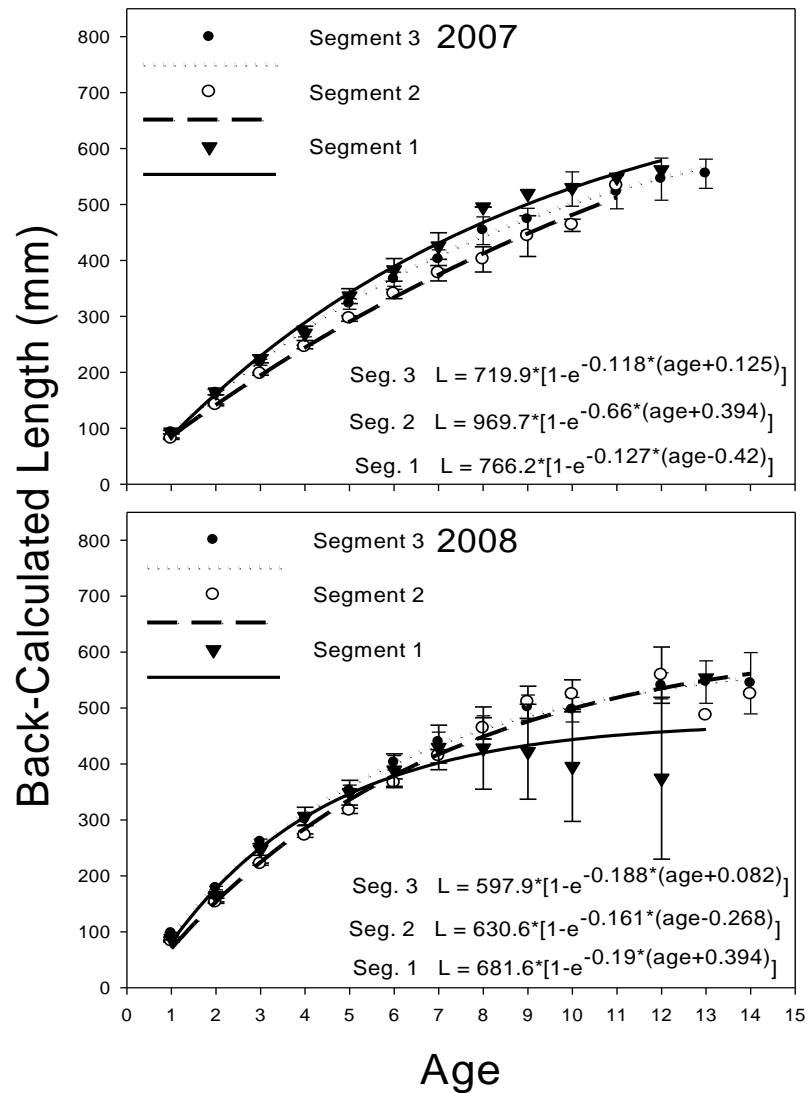 Back-Calculated Length (mm)
800
700
600
500
400
300
200
100
0
Segment 3
Segment 2
Segment 1
2007
Seg. 3 L = 719.9*[1-e-0.118*(age+0.125)]
Seg. 2 L = 969.7*[1-e-0.66*(age+0.394)]
Seg. 1 L = 766.2*[1-e-0.127*(age-0.42)]
800
700
600
500
400
300
200
100
0
Segment 3
Segment 2
Segment 1
2008
Seg. 3 L = 597.9*[1-e-0.188*(age+0.082)]
Seg. 2 L = 630.6*[1-e-0.161*(age-0.268)]
Seg. 1 L = 681.6*[1-e-0.19*(age+0.394)]
0 1 2 3 4 5 6 7 8 9 10 11 12 13 14 15
Age